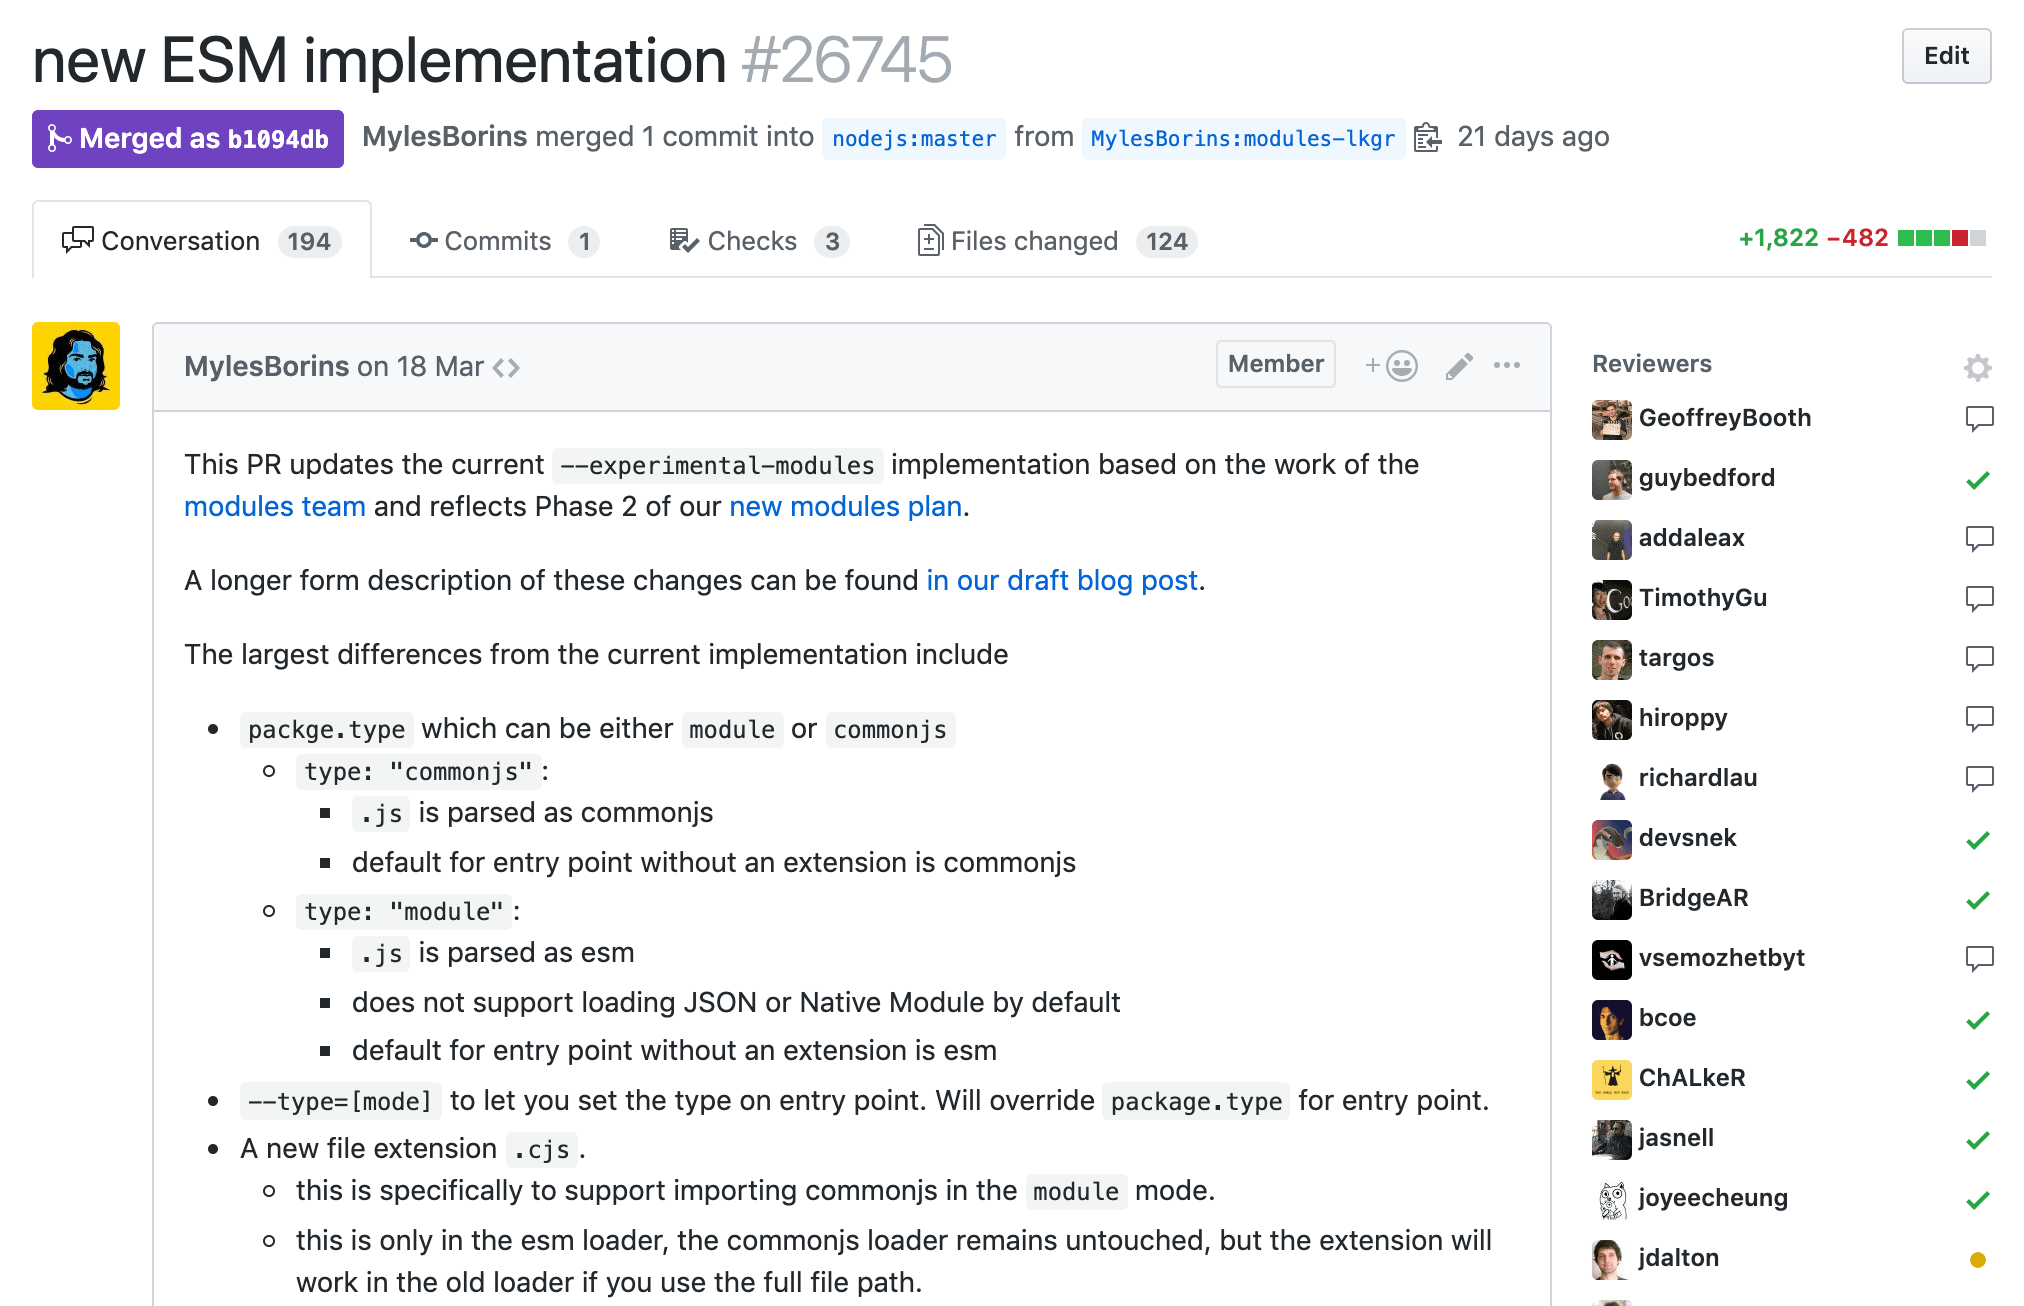 new ESM implementation #26745
Edit
Merged as b1094db MylesBorins merged 1 commit into nodejs:master from MylesBorins:modules-lkgr 21 days ago
Conversation 194 Commits 1 Checks 3 Files changed 124 +1,822 −482
MylesBorins on 18 Mar
Member
This PR updates the current --experimental-modules implementation based on the work of the
modules team and reflects Phase 2 of our new modules plan.
A longer form description of these changes can be found in our draft blog post.
The largest differences from the current implementation include
packge.type which can be either module or commonjs
type: "commonjs":
.js is parsed as commonjs
default for entry point without an extension is commonjs
type: "module":
.js is parsed as esm
does not support loading JSON or Native Module by default
default for entry point without an extension is esm
--type=[mode] to let you set the type on entry point. Will override package.type for entry point.
A new file extension .cjs.
this is specifically to support importing commonjs in the module mode.
this is only in the esm loader, the commonjs loader remains untouched, but the extension will
work in the old loader if you use the full file path.
Reviewers
GeoffreyBooth
guybedford
addaleax
TimothyGu
targos
hiroppy
richardlau
devsnek
BridgeAR
vsemozhetbyt
bcoe
ChALkeR
jasnell
joyeecheung
jdalton